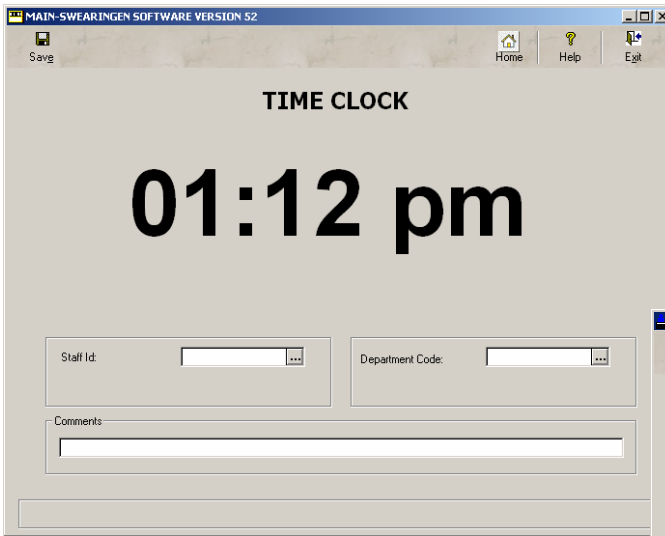 MAIN-SWEARINGEN SOFTWARE VERSION 52
Save Home Help Exit
TIME CLOCK
01:12 pm
Staff Id: ... Department Code: ...
Comments